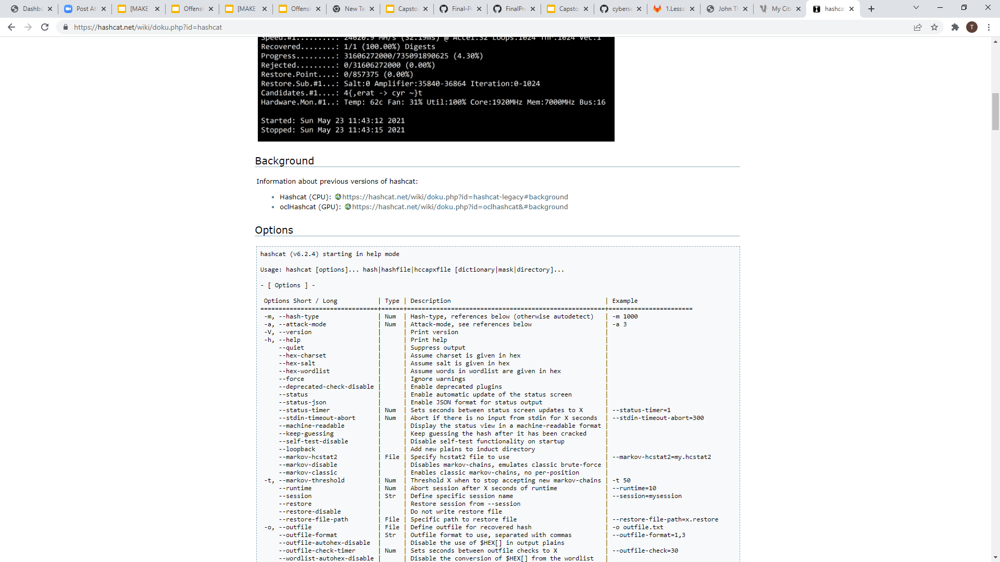 Dashbo
Post At
[MAKE
Offensi
[MAKE
Offensi
New Ta
Capsto
Final-Pr
FinalPro
Capsto
cyberse
1.Lesso
John Th
My Cita
hashca
https://hashcat.net/wiki/doku.php?id=hashcat
T
Speed.#1.........: 24620.9 MH/s (32.19ms) @ Accel:32 Loops:1024 Thr:1024 Vec:1
Recovered........: 1/1 (100.00%) Digests
Progress.........: 31606272000/735091890625 (4.30%)
Rejected.........: 0/31606272000 (0.00%)
Restore.Point....: 0/857375 (0.00%)
Restore.Sub.#1...: Salt:0 Amplifier:35840-36864 Iteration:0-1024
Candidates.#1....: 4{,erat -> cyr ~}t
Hardware.Mon.#1..: Temp: 62c Fan: 31% Util:100% Core:1920MHz Mem:7000MHz Bus:16
Started: Sun May 23 11:43:12 2021
Stopped: Sun May 23 11:43:15 2021
Background
Information about previous versions of hashcat:
Hashcat (CPU): https://hashcat.net/wiki/doku.php?id=hashcat-legacy#background
oclHashcat (GPU): https://hashcat.net/wiki/doku.php?id=oclhashcat&#background
Options
hashcat (v6.2.4) starting in help mode
Usage: hashcat [options]... hash|hashfile|hccapxfile [dictionary|mask|directory]...
- [ Options ] -
Options Short / Long | Type | Description | Example
================================+======+======================================================+=======================
-m, --hash-type | Num | Hash-type, references below (otherwise autodetect) | -m 1000
-a, --attack-mode | Num | Attack-mode, see references below | -a 3
-V, --version | | Print version |
-h, --help | | Print help |
--quiet | | Suppress output |
--hex-charset | | Assume charset is given in hex |
--hex-salt | | Assume salt is given in hex |
--hex-wordlist | | Assume words in wordlist are given in hex |
--force | | Ignore warnings |
--deprecated-check-disable | | Enable deprecated plugins |
--status | | Enable automatic update of the status screen |
--status-json | | Enable JSON format for status output |
--status-timer | Num | Sets seconds between status screen updates to X | --status-timer=1
--stdin-timeout-abort | Num | Abort if there is no input from stdin for X seconds | --stdin-timeout-abort=300
--machine-readable | | Display the status view in a machine-readable format |
--keep-guessing | | Keep guessing the hash after it has been cracked |
--self-test-disable | | Disable self-test functionality on startup |
--loopback | | Add new plains to induct directory |
--markov-hcstat2 | File | Specify hcstat2 file to use | --markov-hcstat2=my.hcstat2
--markov-disable | | Disables markov-chains, emulates classic brute-force |
--markov-classic | | Enables classic markov-chains, no per-position |
-t, --markov-threshold | Num | Threshold X when to stop accepting new markov-chains | -t 50
--runtime | Num | Abort session after X seconds of runtime | --runtime=10
--session | Str | Define specific session name | --session=mysession
--restore | | Restore session from --session |
--restore-disable | | Do not write restore file |
--restore-file-path | File | Specific path to restore file | --restore-file-path=x.restore
-o, --outfile | File | Define outfile for recovered hash | -o outfile.txt
--outfile-format | Str | Outfile format to use, separated with commas | --outfile-format=1,3
--outfile-autohex-disable | | Disable the use of $HEX[] in output plains |
--outfile-check-timer | Num | Sets seconds between outfile checks to X | --outfile-check=30
--wordlist-autohex-disable | | Disable the conversion of $HEX[] from the wordlist |